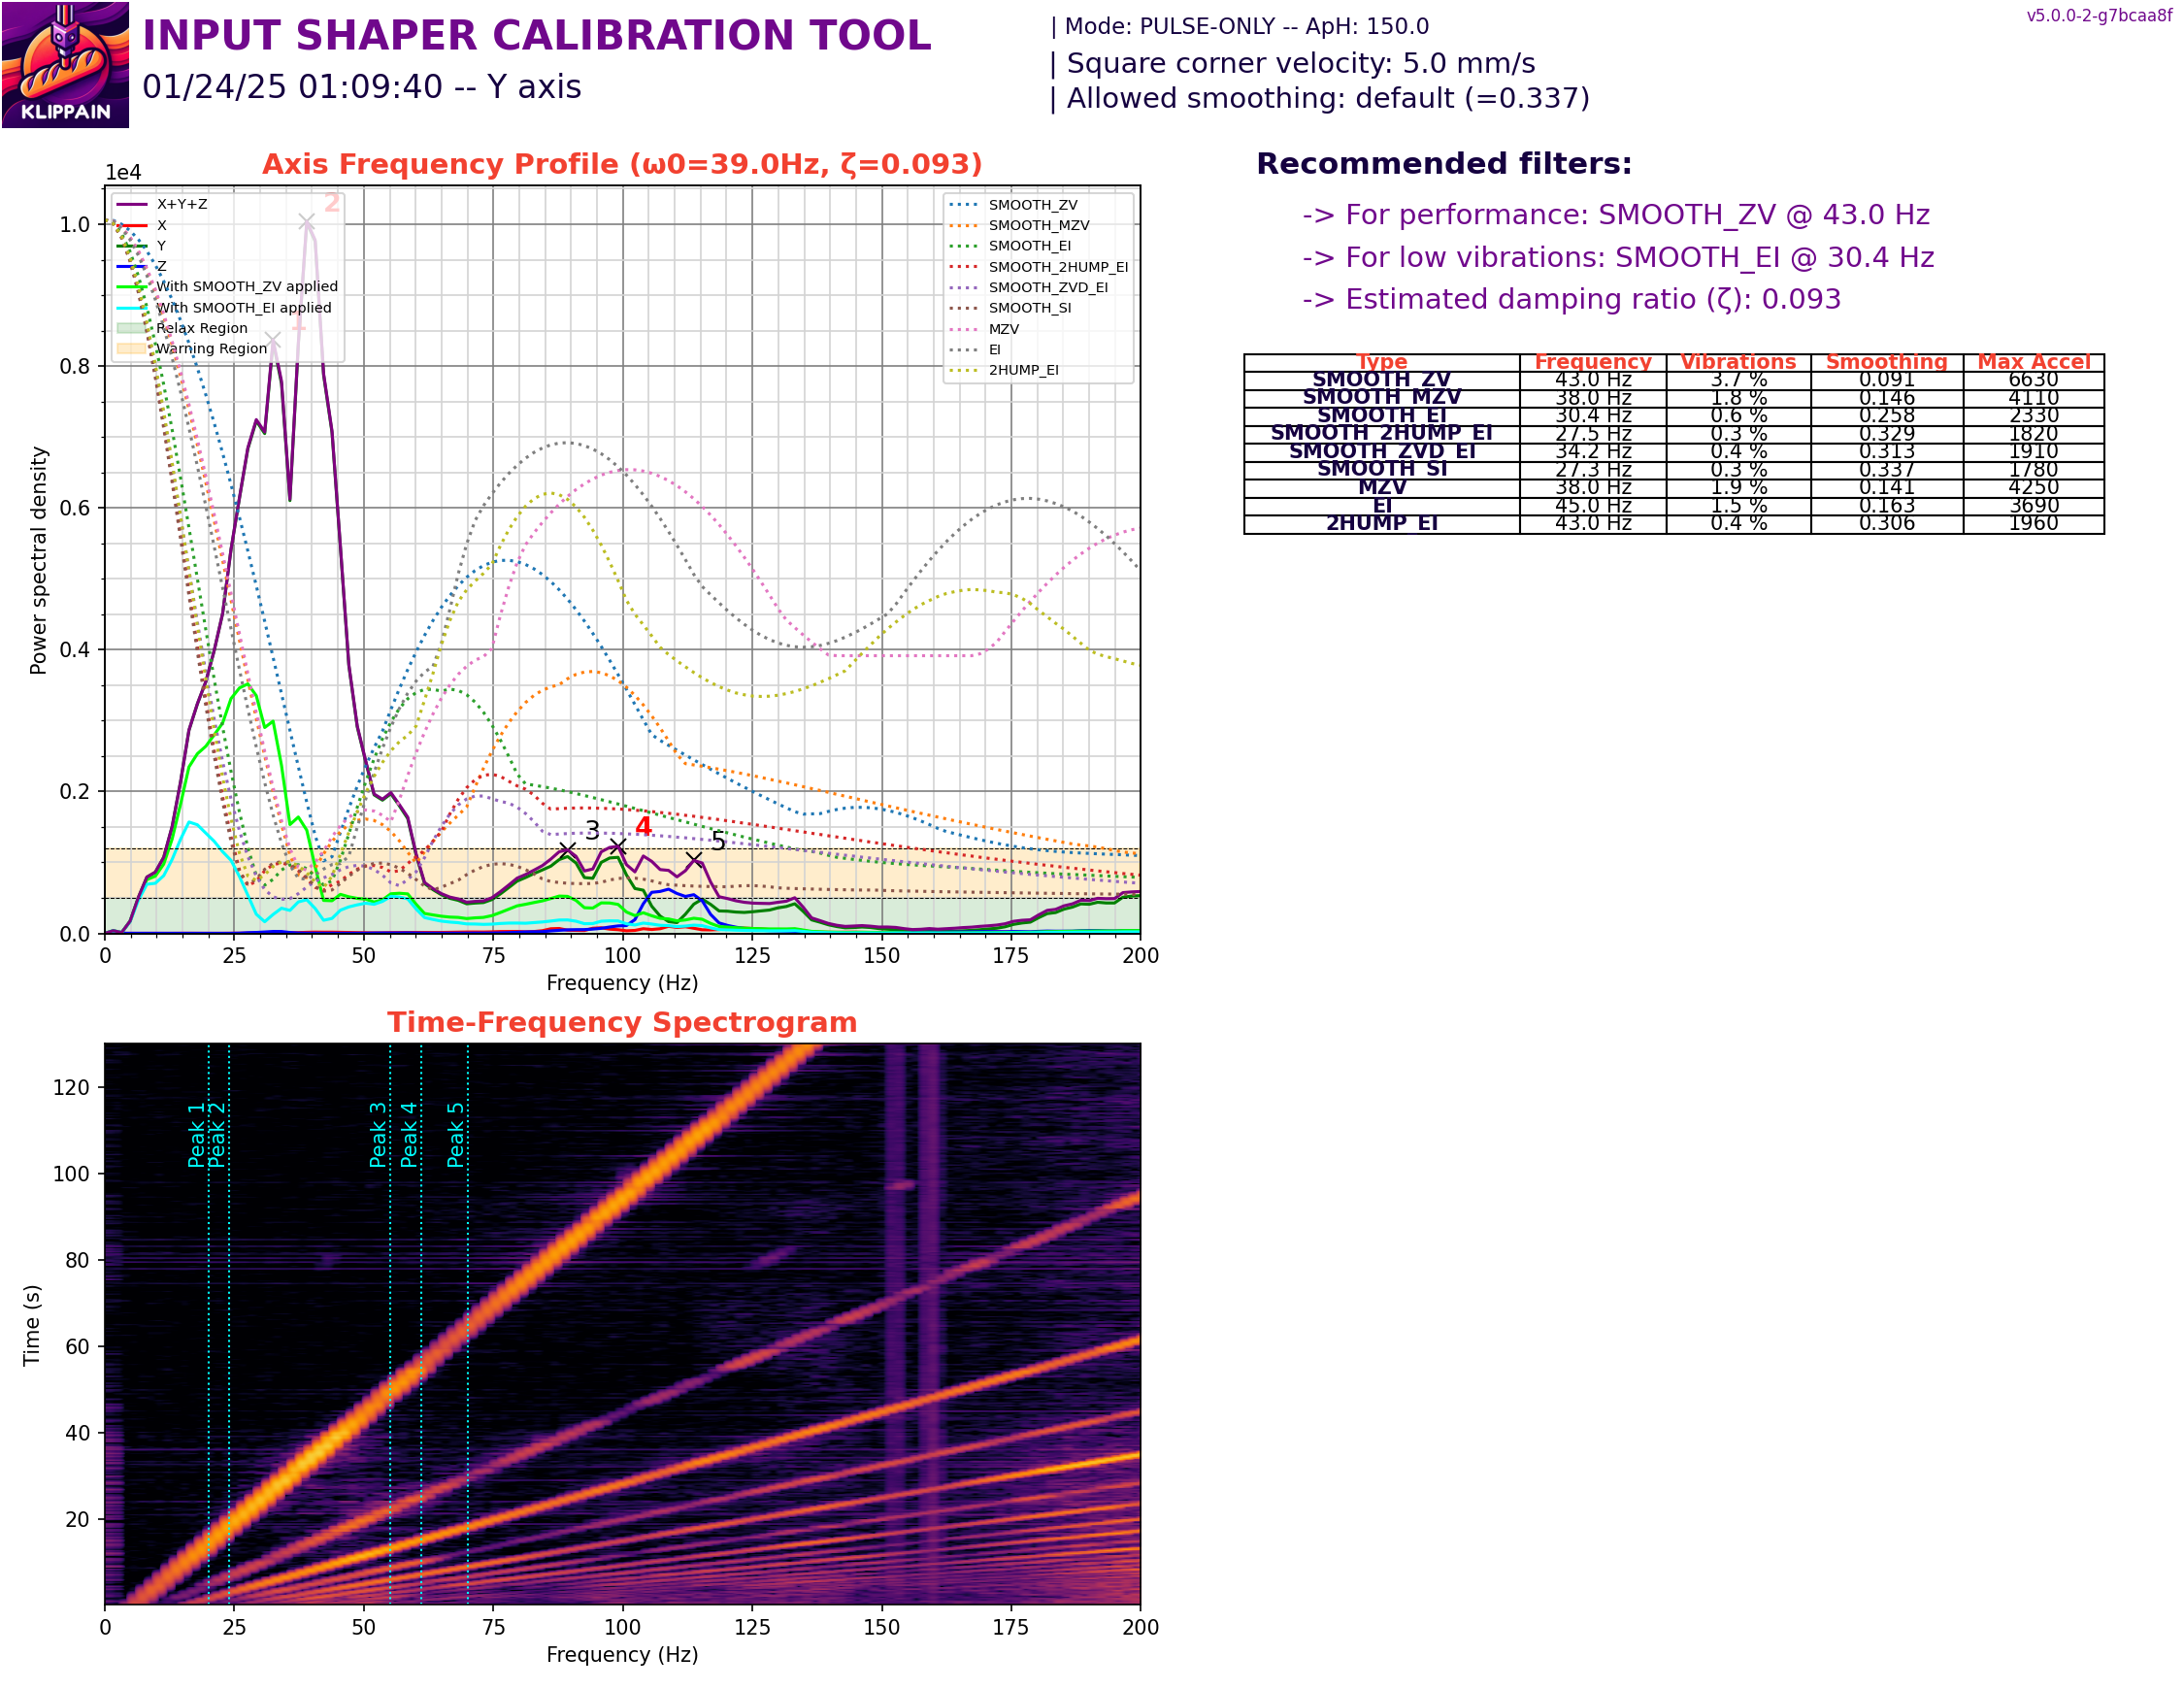 v5.0.0-2-g7bcaa8f
INPUT SHAPER CALIBRATION TOOL
01/24/25 01:09:40 -- Y axis
KLIPPAIN
| Mode: PULSE-ONLY -- ApH: 150.0
| Square corner velocity: 5.0 mm/s
| Allowed smoothing: default (=0.337)
Axis Frequency Profile (ω0=39.0Hz, ζ=0.093)
1e4
X+Y+Z
X
Y
Z
With SMOOTH_ZV applied
With SMOOTH_EI applied
Relax Region
Warning Region
SMOOTH_ZV
SMOOTH_MZV
SMOOTH_EI
SMOOTH_2HUMP_EI
SMOOTH_ZVD_EI
SMOOTH_SI
MZV
EI
2HUMP_EI
1
2
3
4
5
Power spectral density
1.0
0.8
0.6
0.4
0.2
0.0
0 25 50 75 100 125 150 175 200
Frequency (Hz)
Recommended filters:
-> For performance: SMOOTH_ZV @ 43.0 Hz
-> For low vibrations: SMOOTH_EI @ 30.4 Hz
-> Estimated damping ratio (ζ): 0.093
Type Frequency Vibrations Smoothing Max Accel
SMOOTH_ZV 43.0 Hz 3.7 % 0.091 6630
SMOOTH_MZV 38.0 Hz 1.8 % 0.146 4110
SMOOTH_EI 30.4 Hz 0.6 % 0.258 2330
SMOOTH_2HUMP_EI 27.5 Hz 0.3 % 0.329 1820
SMOOTH_ZVD_EI 34.2 Hz 0.4 % 0.313 1910
SMOOTH_SI 27.3 Hz 0.3 % 0.337 1780
MZV 38.0 Hz 1.9 % 0.141 4250
EI 45.0 Hz 1.5 % 0.163 3690
2HUMP_EI 43.0 Hz 0.4 % 0.306 1960
Time-Frequency Spectrogram
Time (s)
120
100
80
60
40
20
Peak 1
Peak 2
Peak 3
Peak 4
Peak 5
0 25 50 75 100 125 150 175 200
Frequency (Hz)